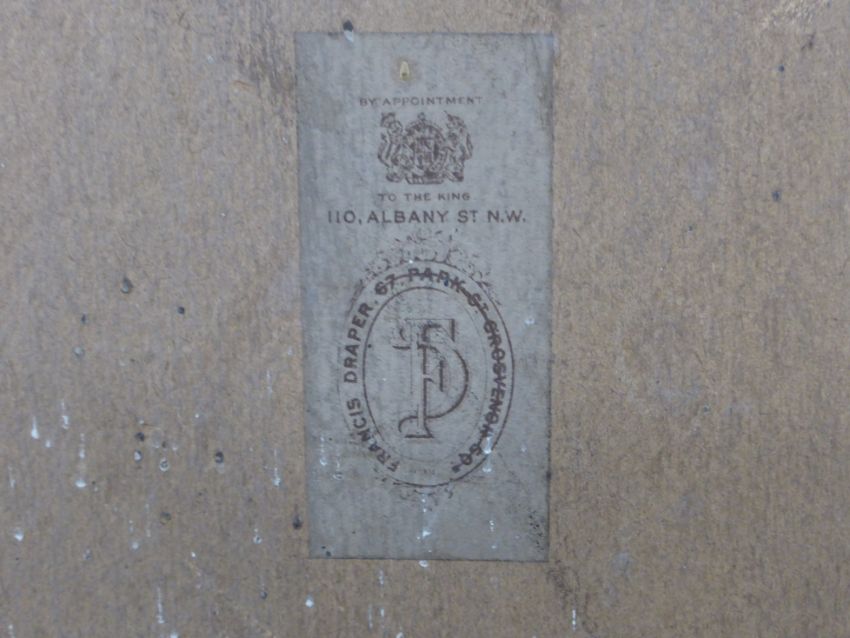 BY APPOINTMENT
TO THE KING
110, ALBANY ST N.W.
FRANCIS DRAPER. 67. PARK ST GROSVENOR SQ.
FD